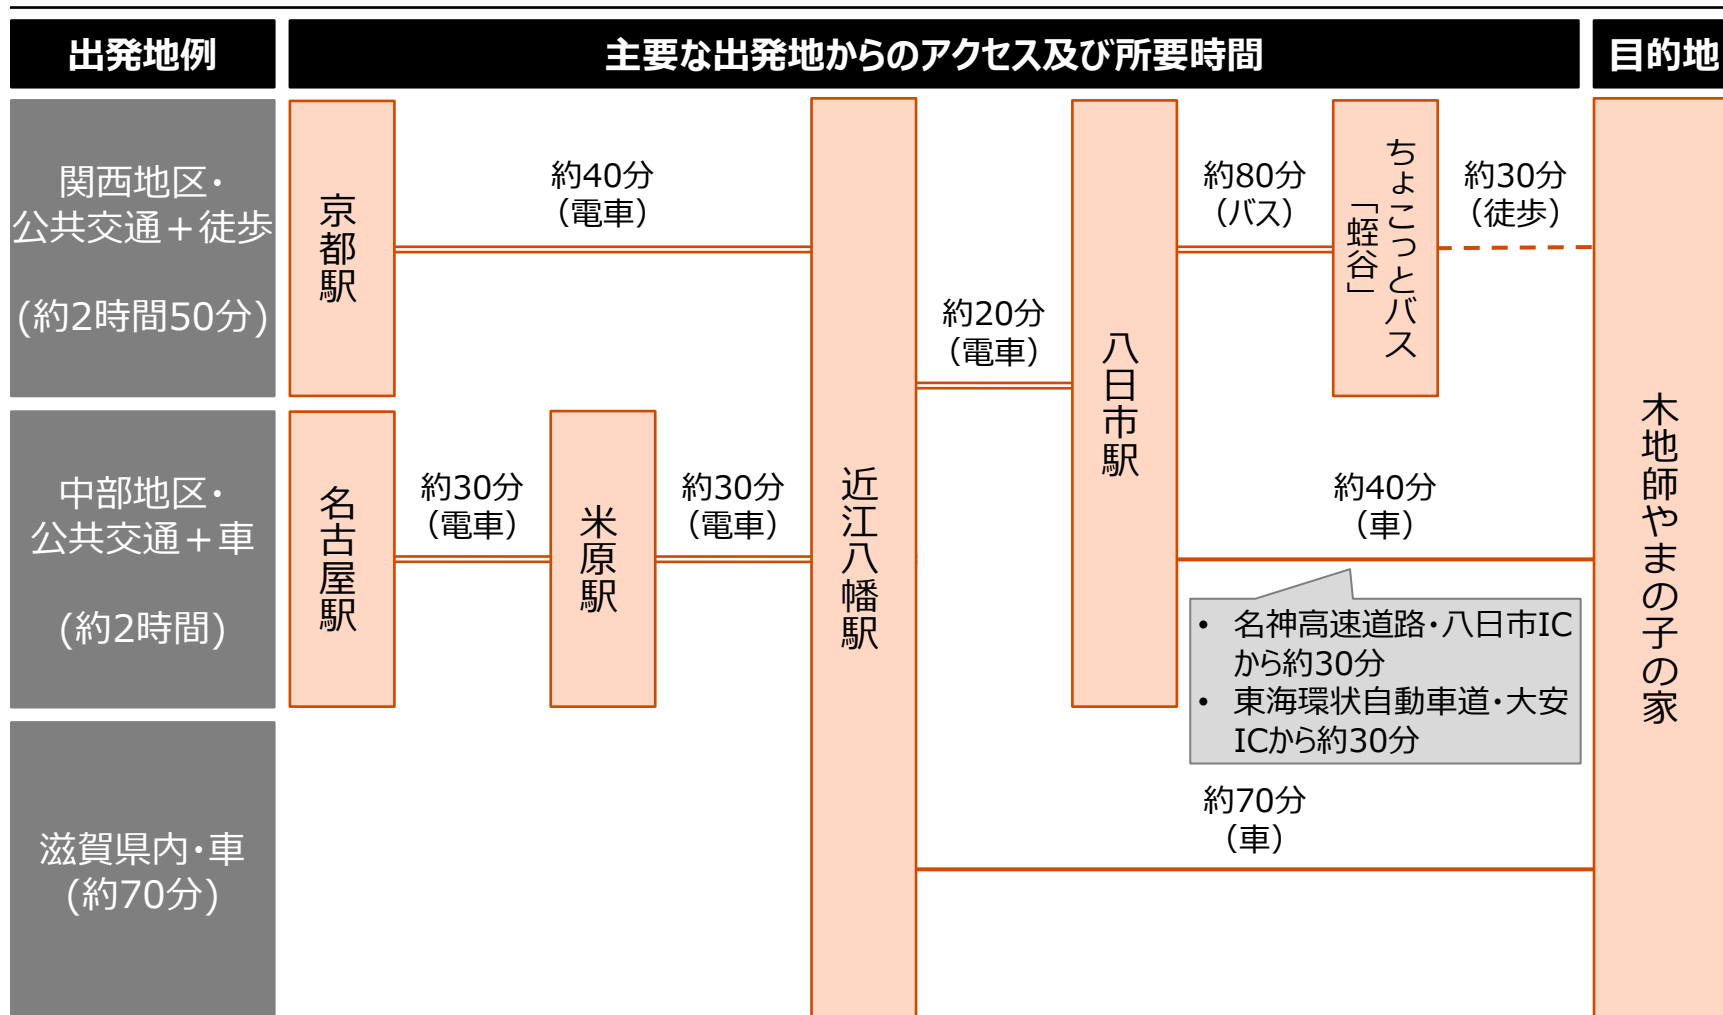 出発地例
主要な出発地からのアクセス及び所要時間
目的地
関西地区・
公共交通＋徒歩
(約2時間50分)
京都駅
約40分
（電車）
近江八幡駅
約20分
（電車）
八日市駅
約80分
（バス）
ちょこっとバス
「蛭谷」
約30分
（徒歩）
木地師やまの子の家
中部地区・
公共交通＋車
(約2時間)
名古屋駅
約30分
（電車）
米原駅
約30分
（電車）
約40分
（車）
• 名神高速道路・八日市IC
から約30分
• 東海環状自動車道・大安
ICから約30分
滋賀県内・車
(約70分)
約70分
（車）